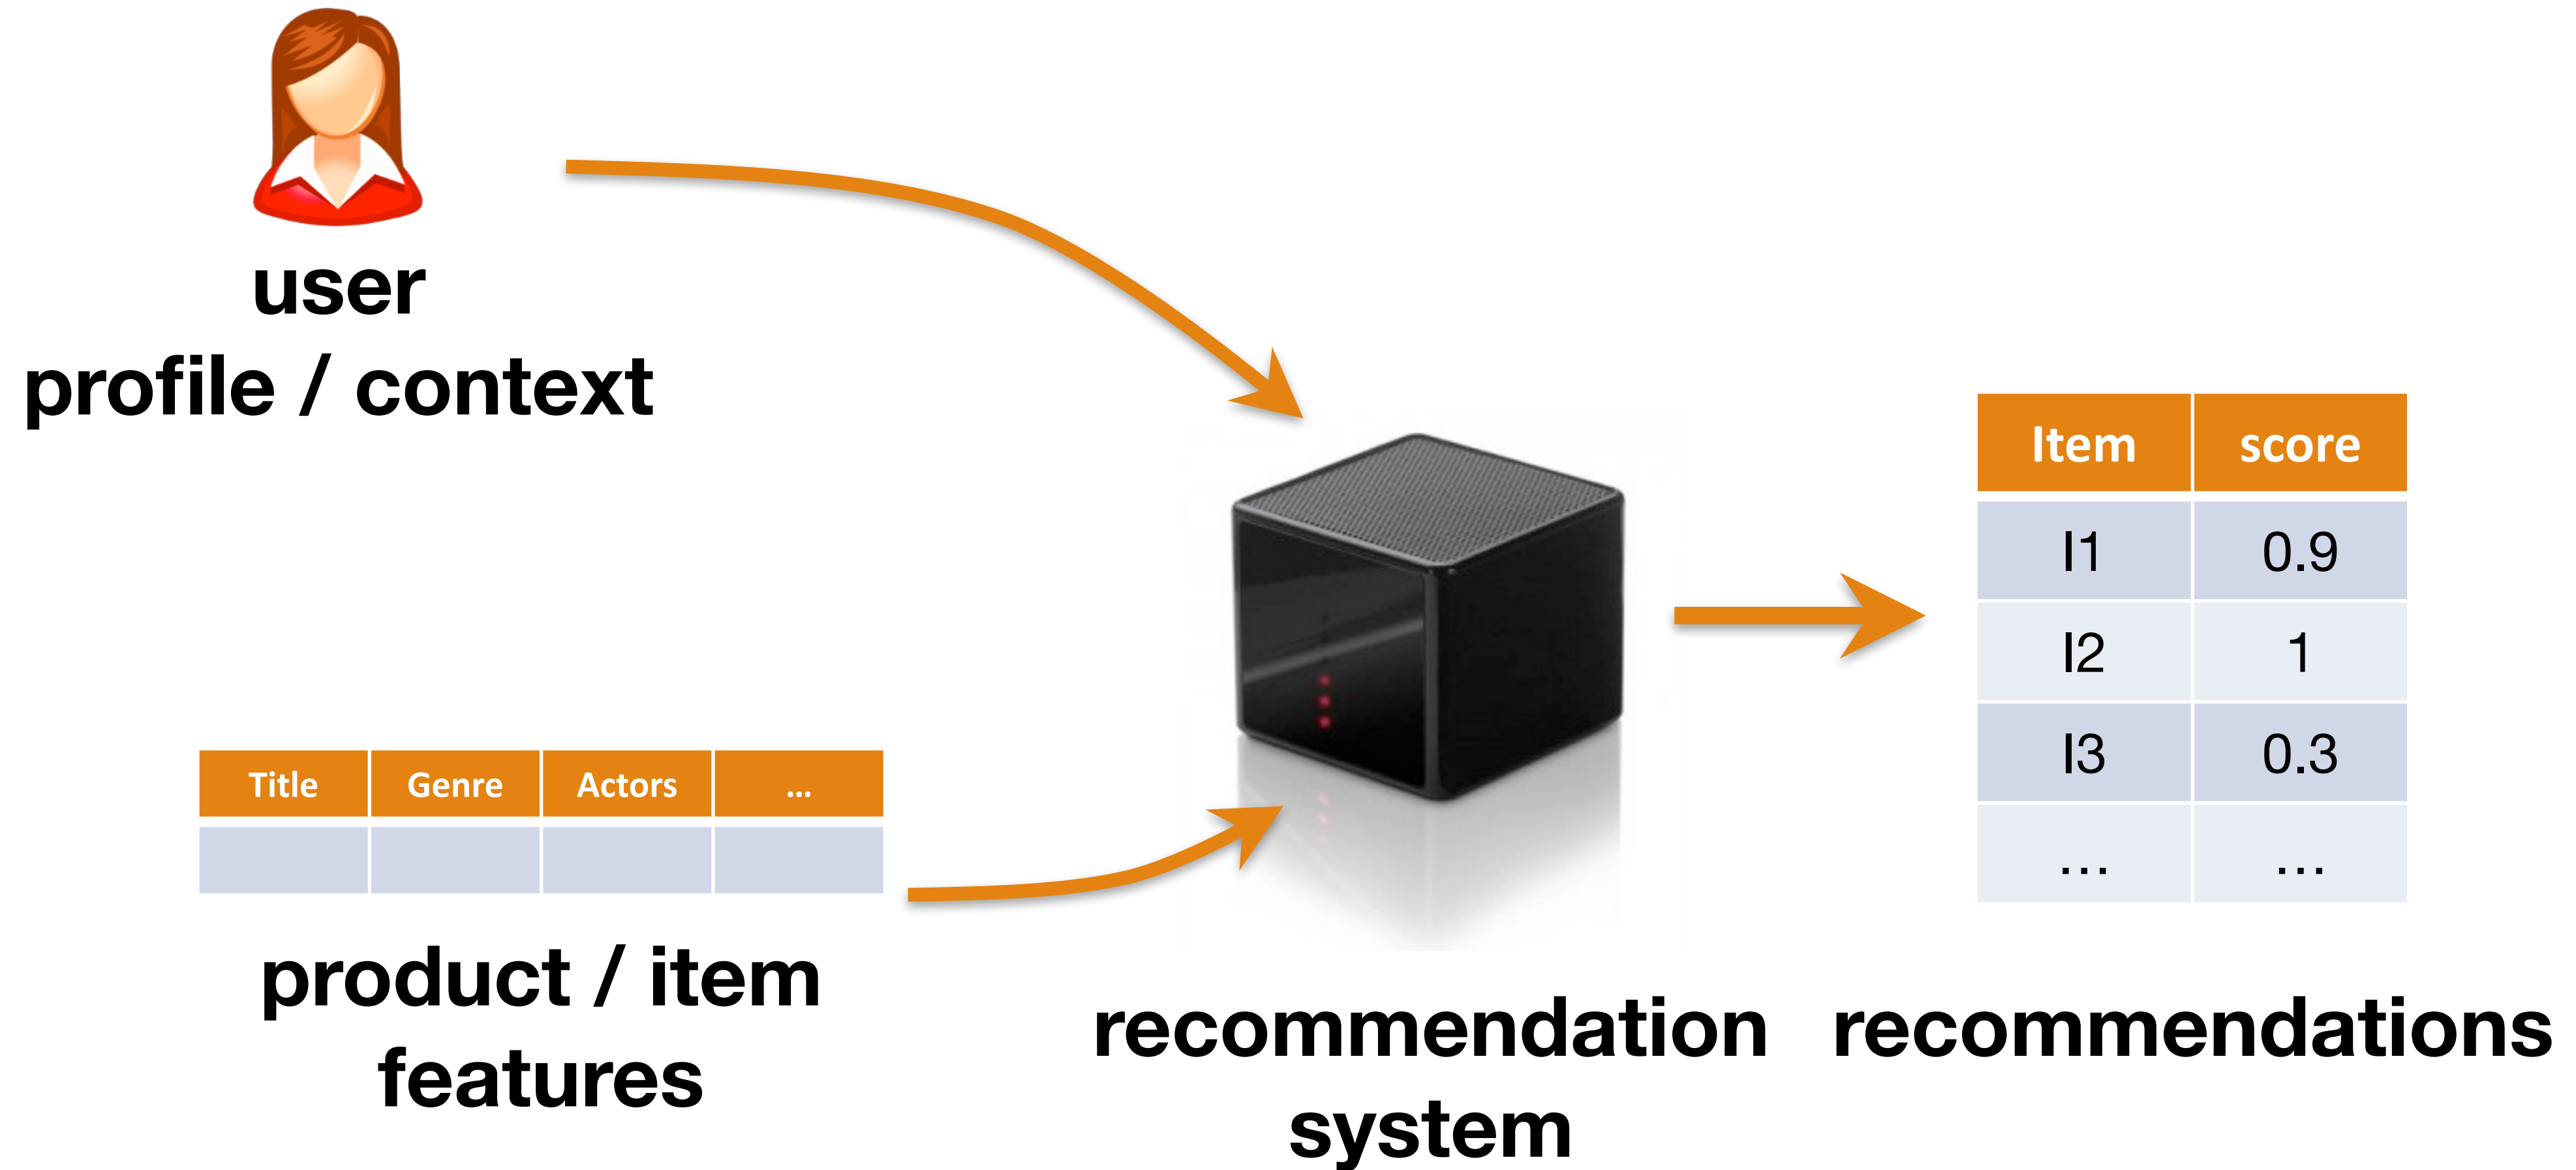 user
profile / context
Title Genre Actors ...
product / item
features
recommendation
system
Item score
I1 0.9
I2 1
I3 0.3
... ...
recommendations